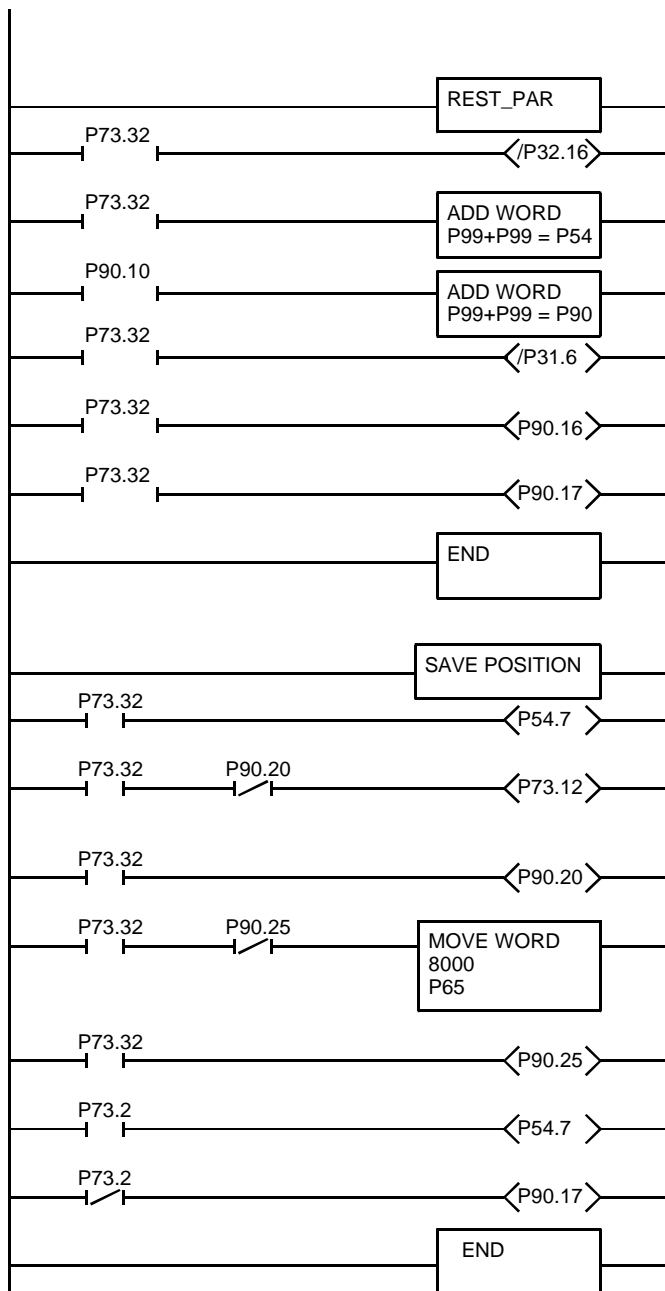 REST_PAR
P73.32
/P32.16
P73.32
ADD WORD
P99+P99 = P54
P90.10
ADD WORD
P99+P99 = P90
P73.32
/P31.6
P73.32
P90.16
P73.32
P90.17
END
SAVE POSITION
P73.32
P54.7
P73.32 P90.20
P73.12
P73.32
P90.20
P73.32 P90.25
MOVE WORD
8000
P65
P73.32
P90.25
P73.2
P54.7
P73.2
P90.17
END